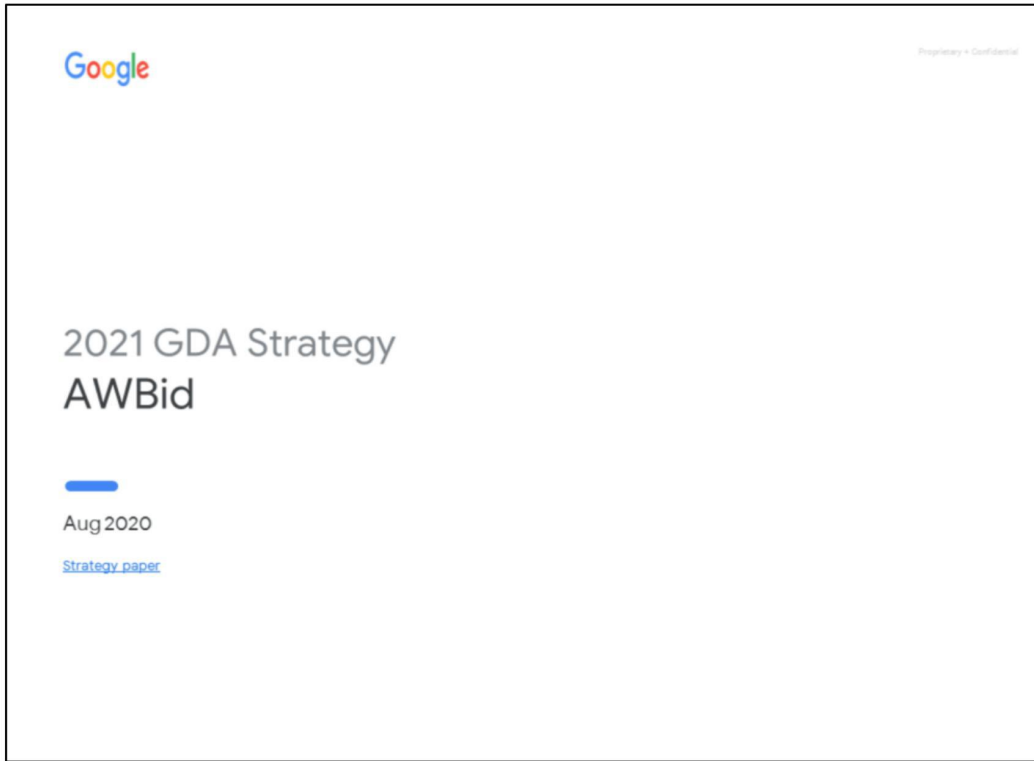 Google
Proprietary + Confidential
2021 GDA Strategy
AWBid
Aug 2020
Strategy paper